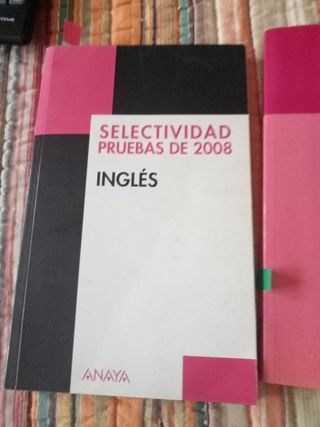 SELECTIVIDAD
PRUEBAS DE 2008
INGLÉS
ANAYA